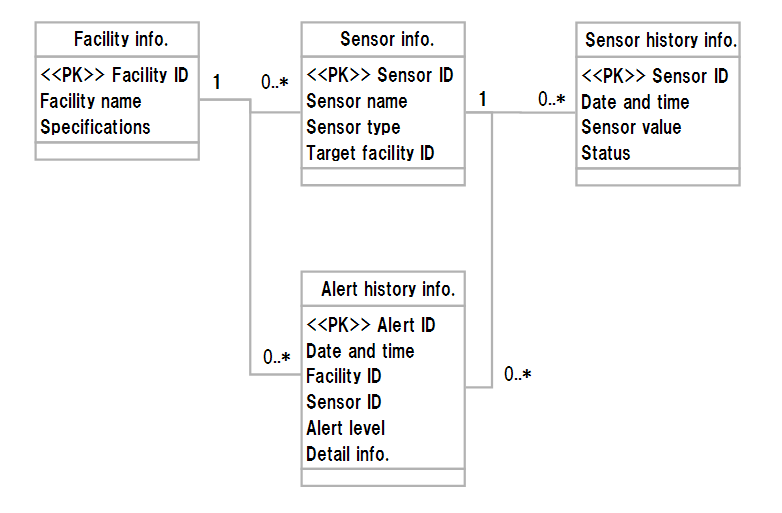 Facility info.
<<PK>> Facility ID
Facility name
Specifications
1
0..*
Sensor info.
<<PK>> Sensor ID
Sensor name
Sensor type
Target facility ID
1
0..*
Sensor history info.
<<PK>> Sensor ID
Date and time
Sensor value
Status
0..*
Alert history info.
<<PK>> Alert ID
Date and time
Facility ID
Sensor ID
Alert level
Detail info.
0..*